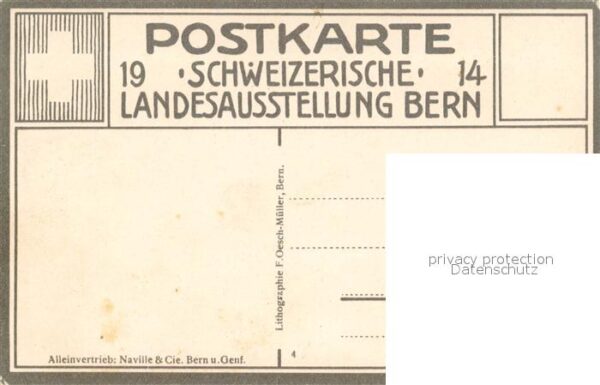 POSTKARTE
19 · SCHWEIZERISCHE · 14
LANDESAUSSTELLUNG BERN
Lithographie F. Oesch-Müller, Bern.
privacy protection
Datenschutz
Alleinvertrieb: Naville & Cie. Bern u. Genf.
4